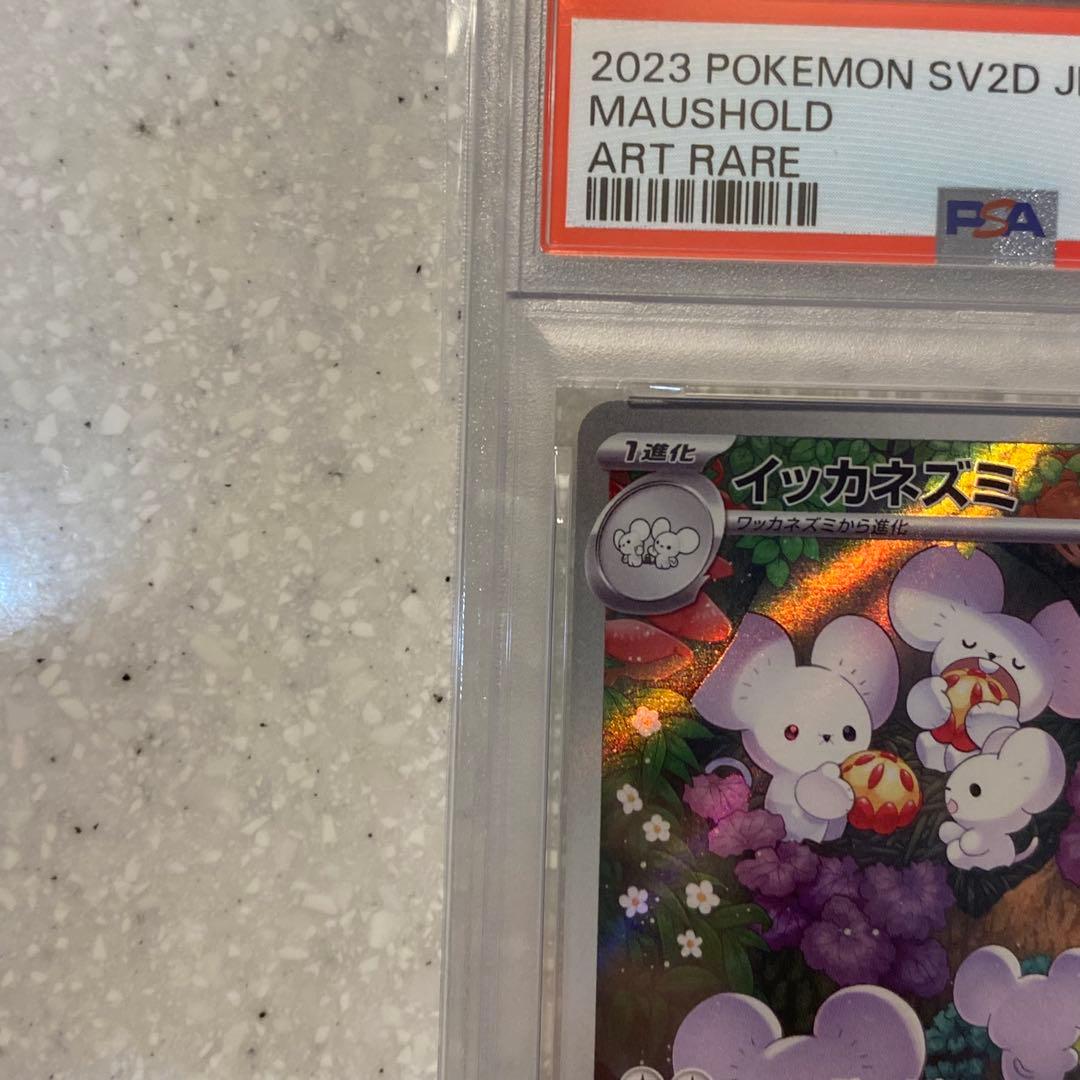 2023 POKEMON SV2D
MAUSHOLD
ART RARE
PSA
1進化
イッカネズミ
ワッカネズミから進化